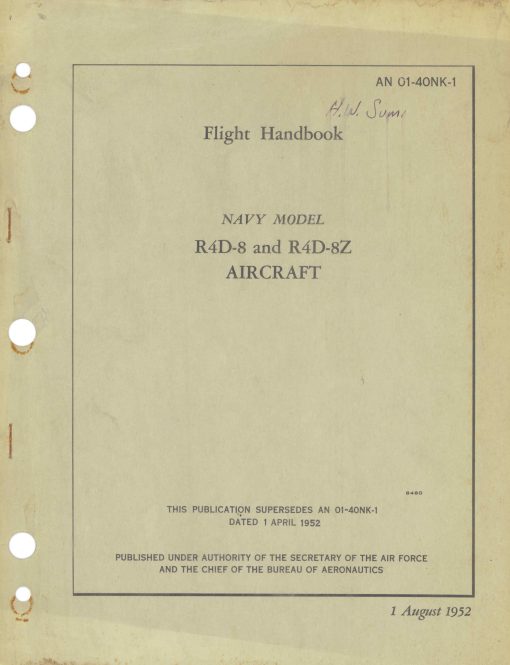 AN 01-40NK-1
H.W.
Flight Handbook
NAVY MODEL
R4D-8 and R4D-8Z
AIRCRAFT
8480
THIS PUBLICATION SUPERSEDES AN 01-40NK-1
DATED 1 APRIL 1952
PUBLISHED UNDER AUTHORITY OF THE SECRETARY OF THE AIR FORCE
AND THE CHIEF OF THE BUREAU OF AERONAUTICS
1 August 1952